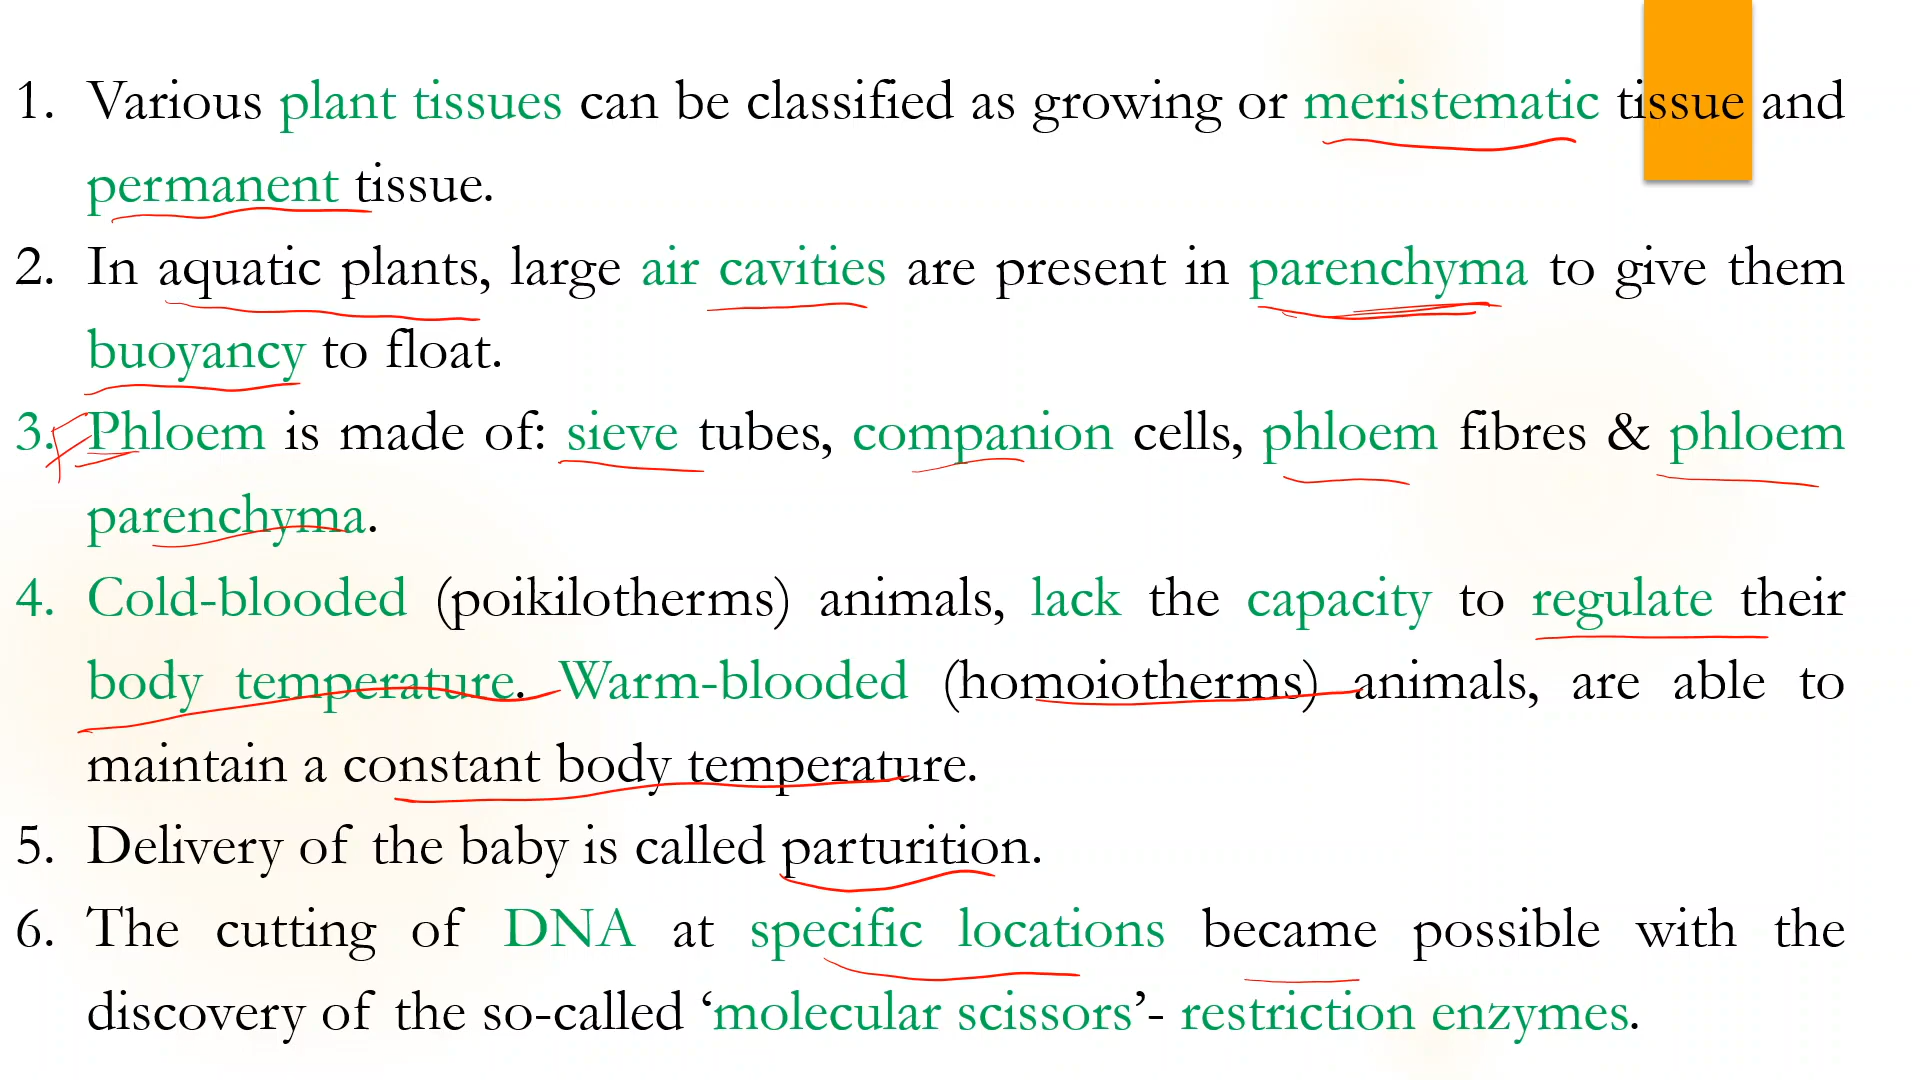 1. Various plant tissues can be classified as growing or meristematic tissue and
permanent tissue.
2. In aquatic plants, large air cavities are present in parenchyma to give them
buoyancy to float.
3. Phloem is made of: sieve tubes, companion cells, phloem fibres & phloem
parenchyma.
4. Cold-blooded (poikilotherms) animals, lack the capacity to regulate their
body temperature. Warm-blooded (homoiotherms) animals, are able to
maintain a constant body temperature.
5. Delivery of the baby is called parturition.
6. The cutting of DNA at specific locations became possible with the
discovery of the so-called ‘molecular scissors’- restriction enzymes.